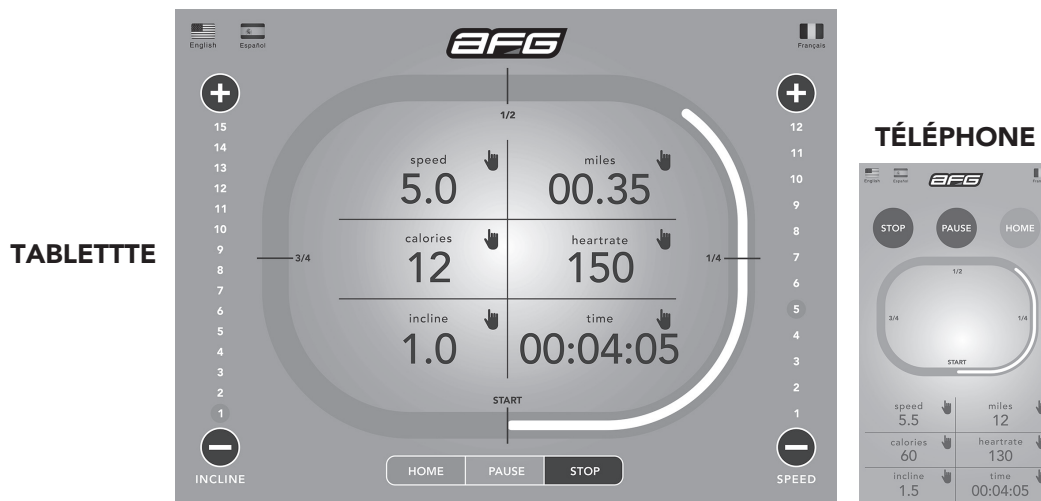 TABLETTTE
English
Español
AFG
Français
15
14
13
12
11
10
9
8
7
6
5
4
3
2
1
INCLINE
1/2
speed
5.0
miles
00.35
calories
12
heartrate
150
incline
1.0
time
00:04:05
3/4
1/4
START
HOME
PAUSE
STOP
12
11
10
9
8
7
6
5
4
3
2
1
SPEED
TÉLÉPHONE
English
Español
AFG
STOP
PAUSE
HOME
1/2
3/4
1/4
START
speed
5.5
miles
12
calories
60
heartrate
130
incline
1.5
time
00:04:05